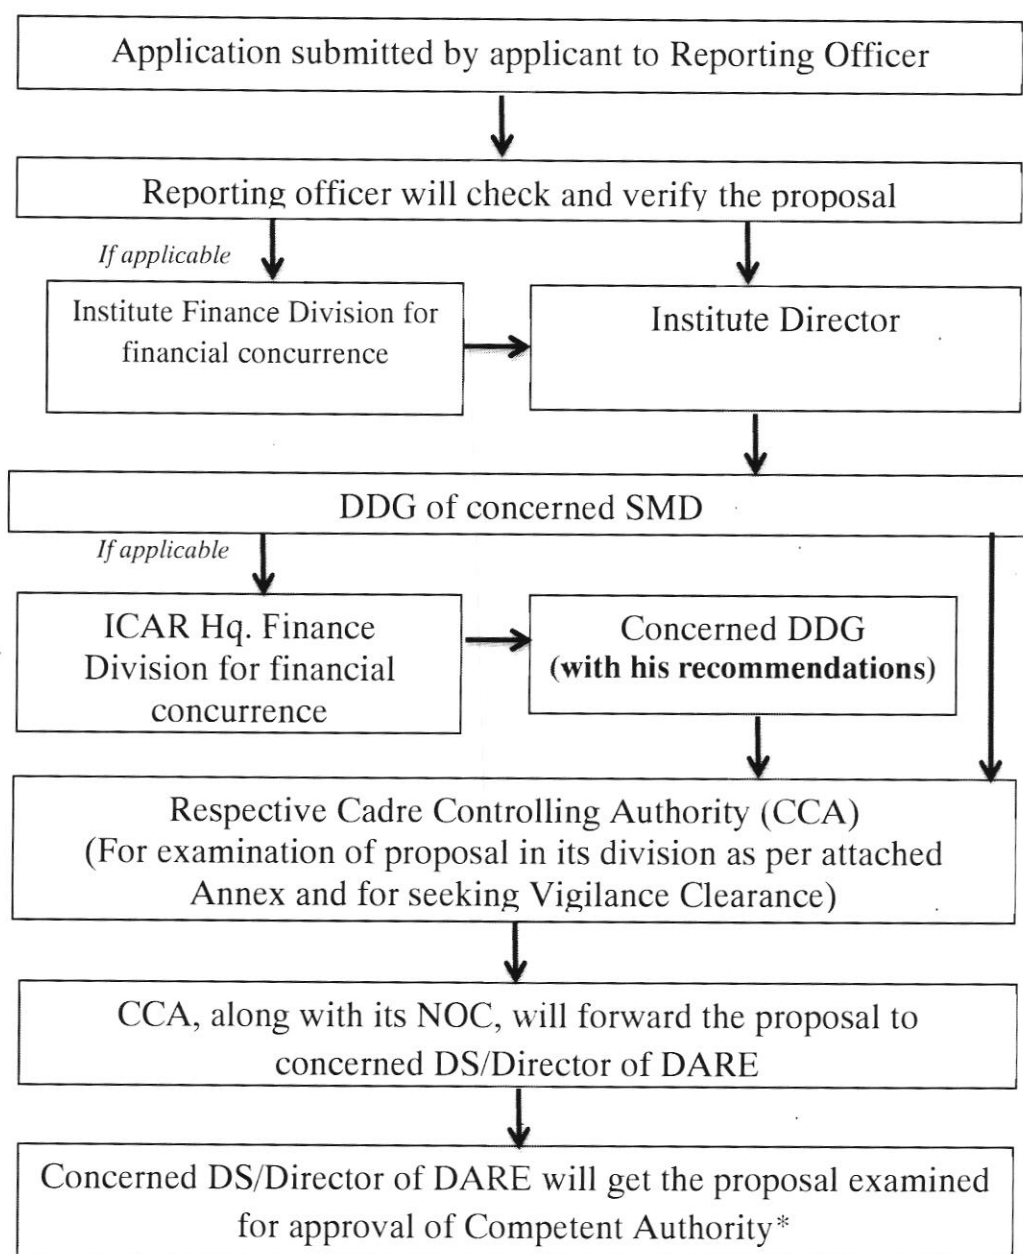 Application submitted by applicant to Reporting Officer
Reporting officer will check and verify the proposal
If applicable
Institute Finance Division for
financial concurrence
Institute Director
DDG of concerned SMD
If applicable
ICAR Hq. Finance
Division for financial
concurrence
Concerned DDG
(with his recommendations)
Respective Cadre Controlling Authority (CCA)
(For examination of proposal in its division as per attached
Annex and for seeking Vigilance Clearance)
CCA, along with its NOC, will forward the proposal to
concerned DS/Director of DARE
Concerned DS/Director of DARE will get the proposal examined
for approval of Competent Authority*